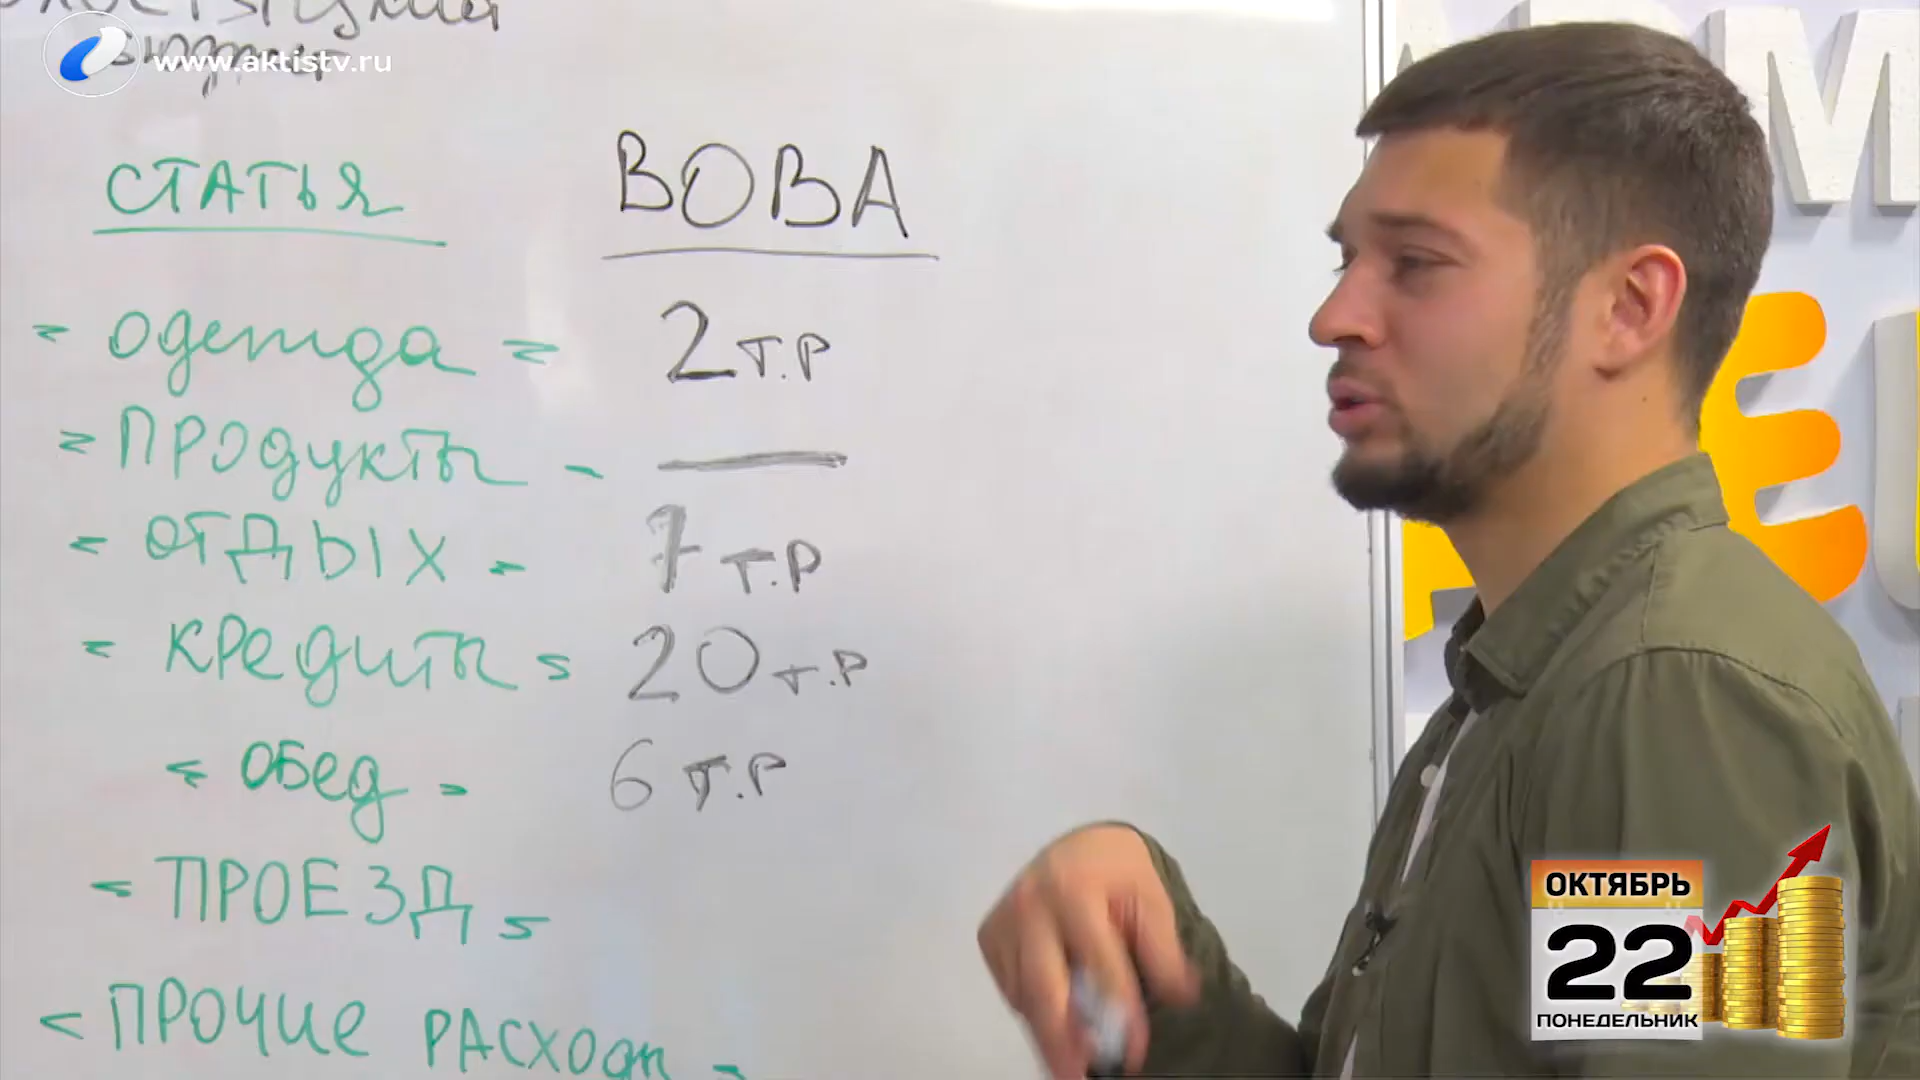 www.aktistv.ru
СТАТЬЯ ВОВА
одежда 2 т.р
ПРОДУКТЫ —
ОТДЫХ - 7 т.р
КРЕДИТЫ 20 т.р
ОБЕД - 6 т.р
ПРОЕЗД
ПРОЧИЕ РАСХОДЫ -
ОКТЯБРЬ
22
ПОНЕДЕЛЬНИК